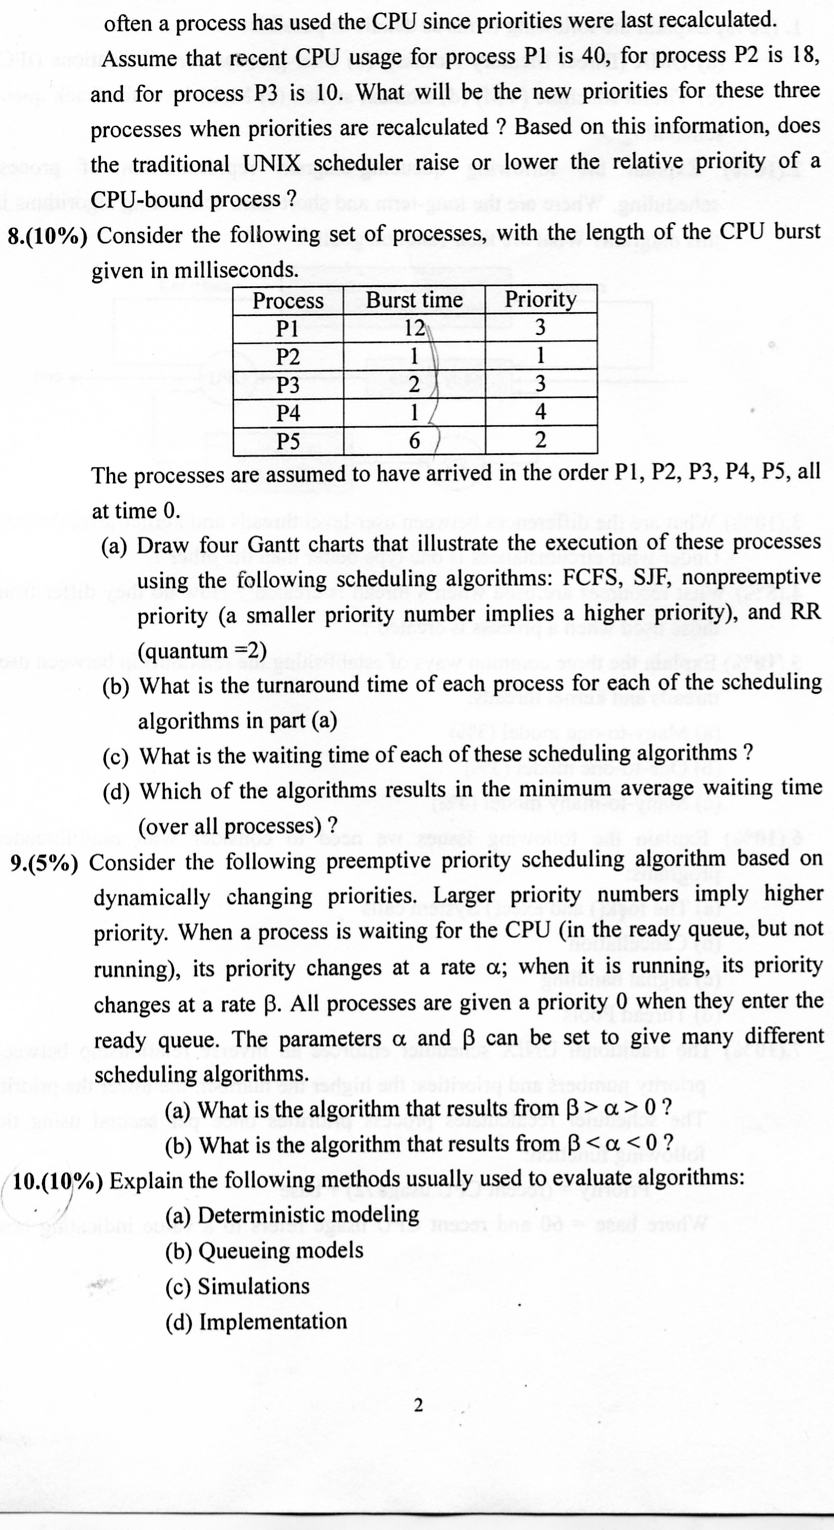 often a process has used the CPU since priorities were last recalculated.
Assume that recent CPU usage for process P1 is 40, for process P2 is 18,
and for process P3 is 10. What will be the new priorities for these three
processes when priorities are recalculated ? Based on this information, does
the traditional UNIX scheduler raise or lower the relative priority of a
CPU-bound process ?
8.(10%) Consider the following set of processes, with the length of the CPU burst
given in milliseconds.
Process Burst time Priority
P1 12 3
P2 1 1
P3 2 3
P4 1 4
P5 6 2
The processes are assumed to have arrived in the order P1, P2, P3, P4, P5, all
at time 0.
(a) Draw four Gantt charts that illustrate the execution of these processes
using the following scheduling algorithms: FCFS, SJF, nonpreemptive
priority (a smaller priority number implies a higher priority), and RR
(quantum =2)
(b) What is the turnaround time of each process for each of the scheduling
algorithms in part (a)
(c) What is the waiting time of each of these scheduling algorithms ?
(d) Which of the algorithms results in the minimum average waiting time
(over all processes) ?
9.(5%) Consider the following preemptive priority scheduling algorithm based on
dynamically changing priorities. Larger priority numbers imply higher
priority. When a process is waiting for the CPU (in the ready queue, but not
running), its priority changes at a rate α; when it is running, its priority
changes at a rate β. All processes are given a priority 0 when they enter the
ready queue. The parameters α and β can be set to give many different
scheduling algorithms.
(a) What is the algorithm that results from β > α > 0 ?
(b) What is the algorithm that results from β < α < 0 ?
10.(10%) Explain the following methods usually used to evaluate algorithms:
(a) Deterministic modeling
(b) Queueing models
(c) Simulations
(d) Implementation
2